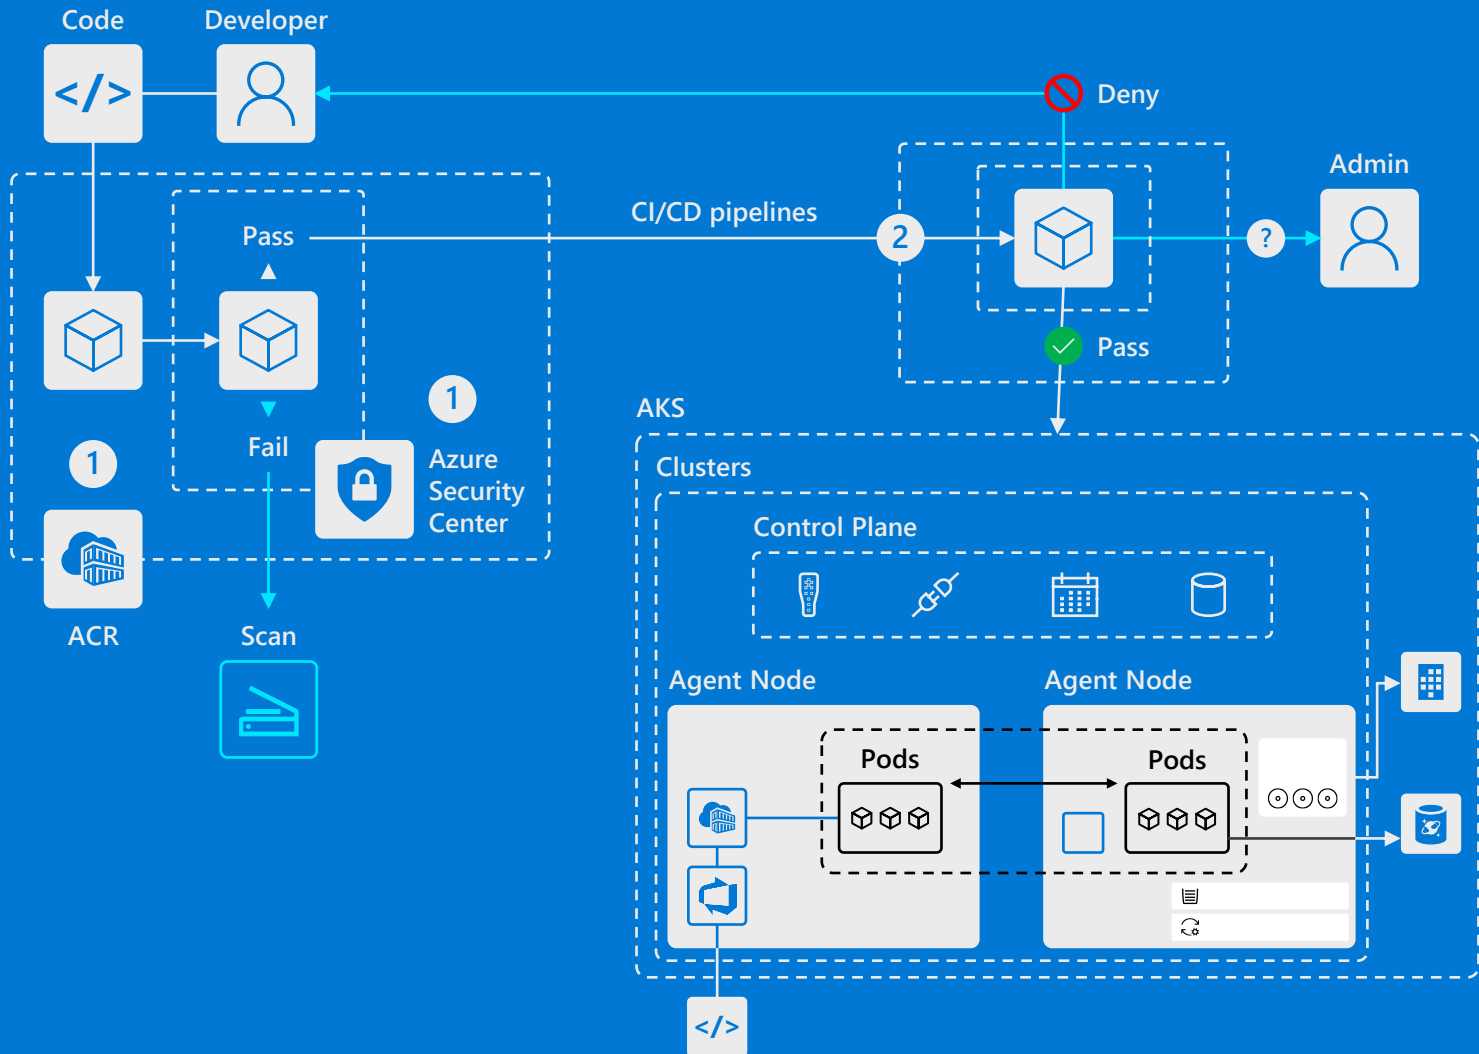 Code
Developer
</>
Deny
Admin
CI/CD pipelines
Pass
2
?
Pass
1
AKS
Fail
1
Azure
Security
Center
Clusters
Control Plane
ACR
Scan
Agent Node
Agent Node
Pods
Pods
</>